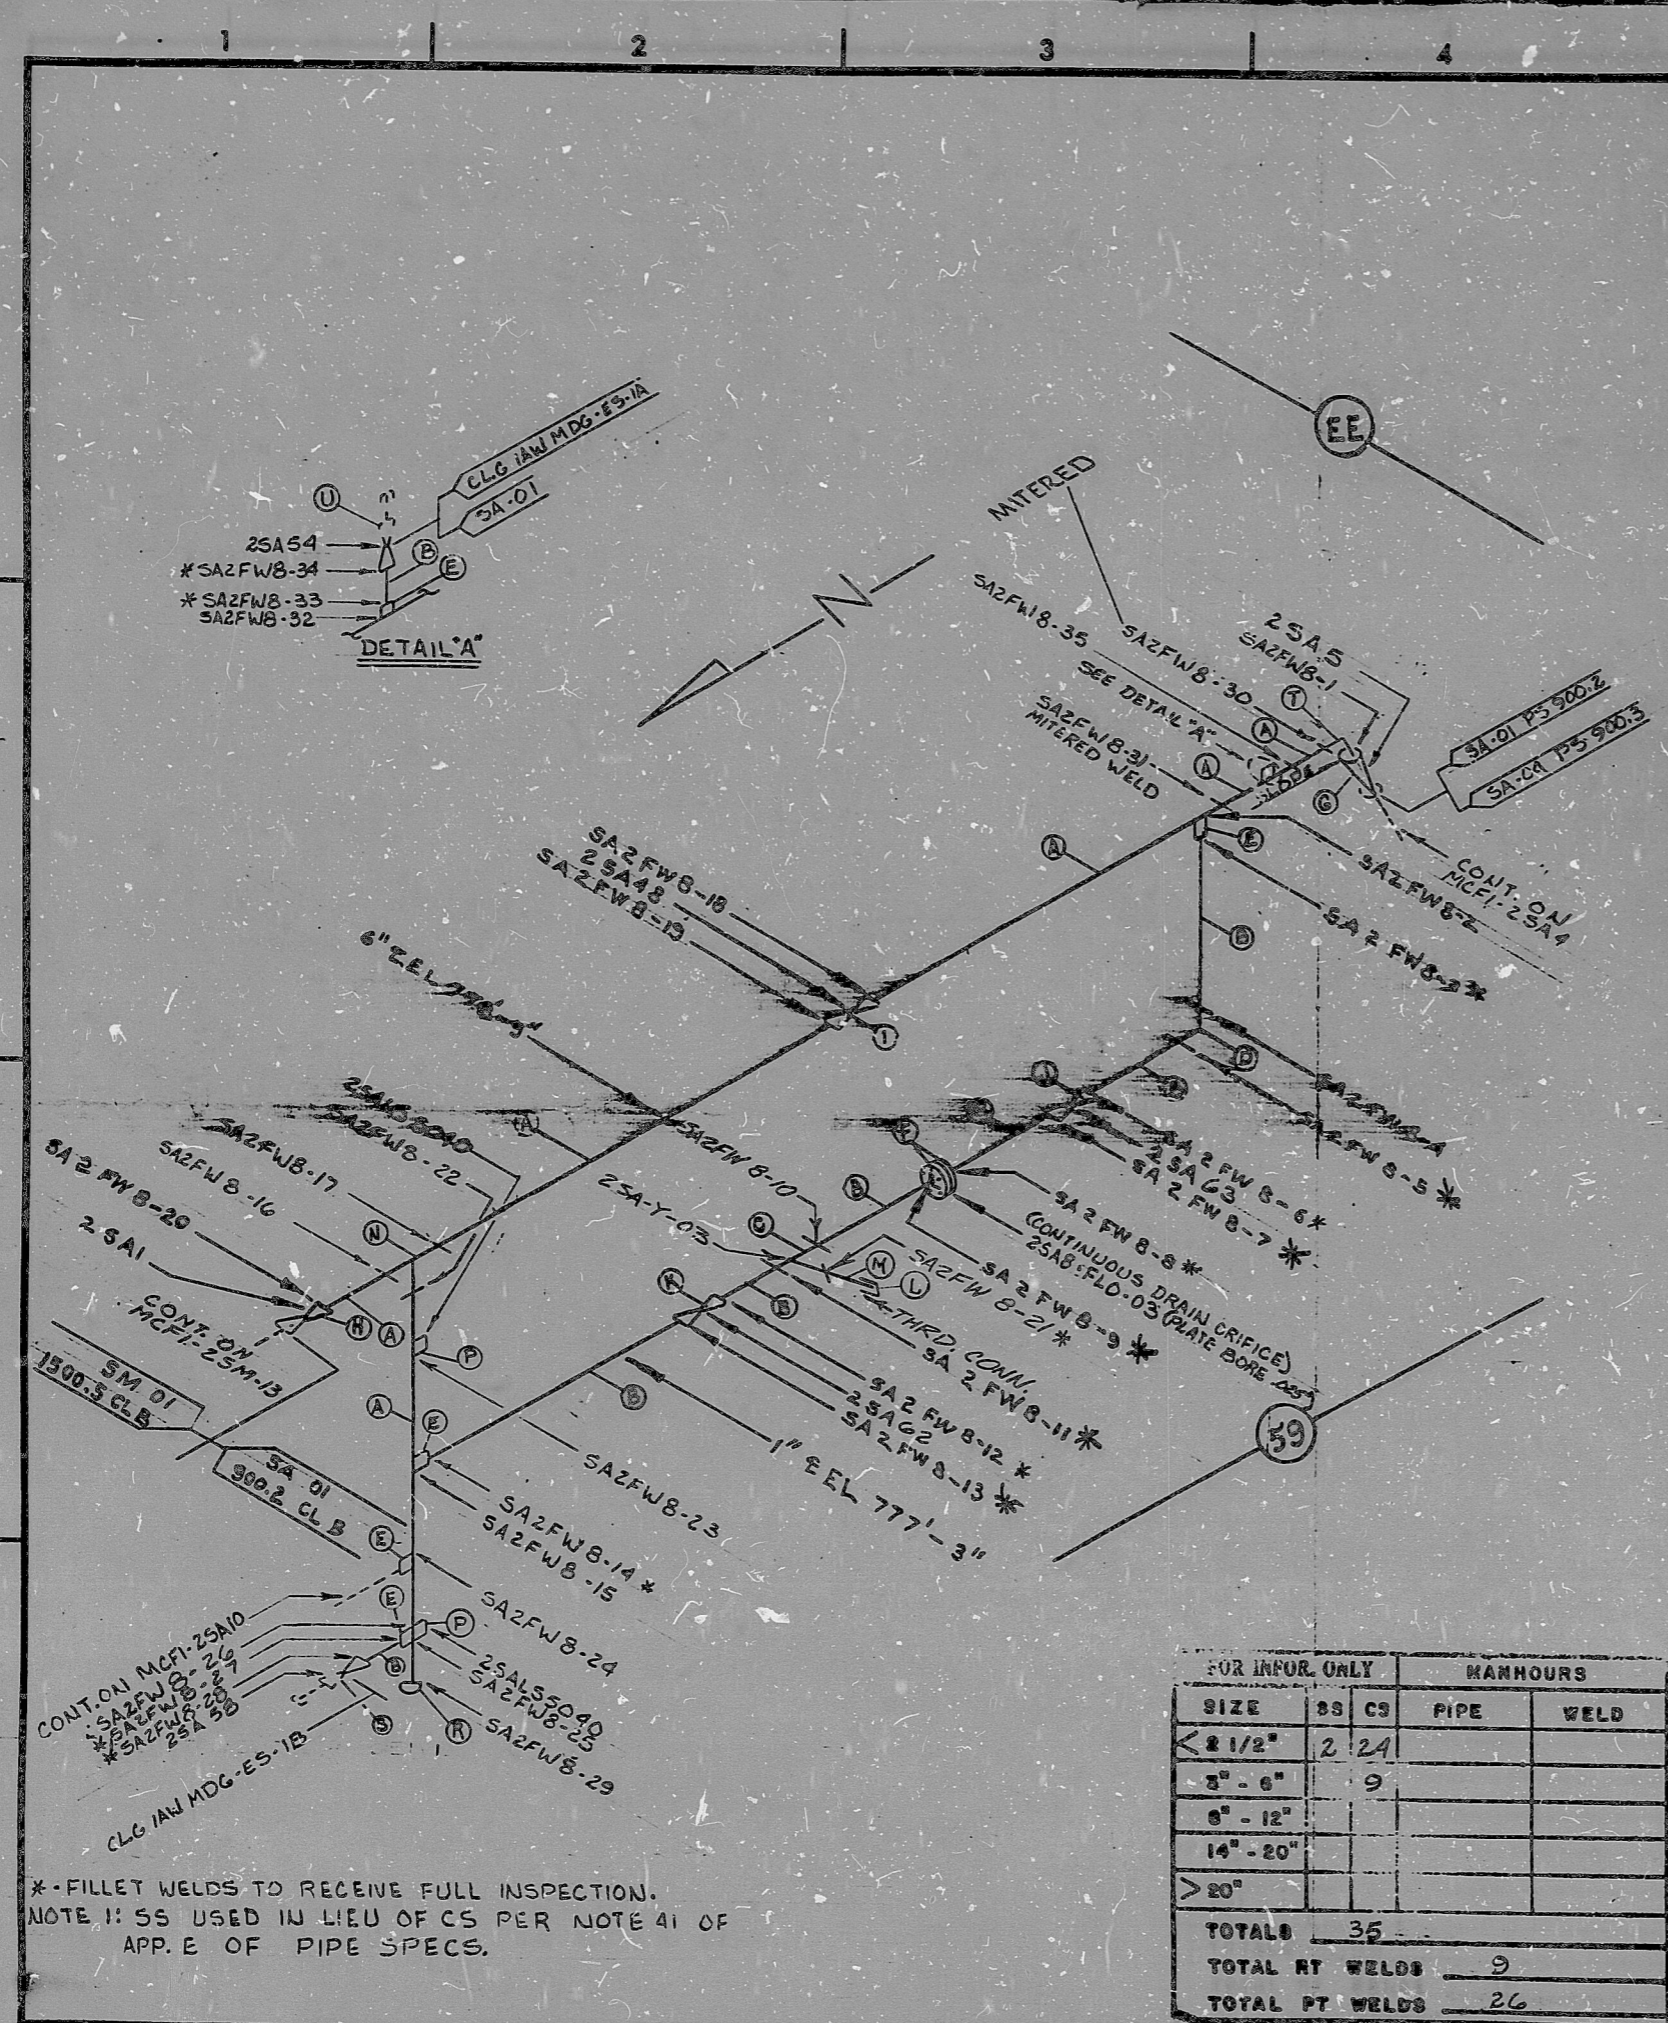 1 2 3 4
CLG IAW MDG-ES-1A
SA-01
U
2SA54
*SA2FW8-34
B
E
*SA2FW8-33
SA2FW8-32
DETAIL "A"
EE
MITERED
N
SA2FW8-35
SA2FW8-30
2SA5
SA2FW8-1
SEE DETAIL "A"
SA2FW8-31
MITERED WELD
T
A
A
G
SA-01 PS 900.2
SA-09 PS-900.3
CONT. ON
MCF1-2SA4
E
SA2FW8-2
SA2FW8-3*
A
B
SA2FW8-18
2SA48
SA2FW8-19
I
6" ℄ EL
D
SA2FW8-4
SA2FW8-5*
J
SA2FW8-6*
2SA63
SA2FW8-7*
F
SA2FW8-8*
(CONTINUOUS DRAIN ORIFICE)
2SA8:FLO-03 (PLATE BORE .025")
SA2FW8-9*
B
SA2FW8-10
2SA-Y-03
C
M
L
SA2FW8-21*
THRD. CONN.
SA2FW8-11*
K
B
SA2FW8-12*
2SA62
SA2FW8-13*
B
1" ℄ EL 777'-3"
59
SA2FW8-22
A
SA2FW8-17
SA2FW8-16
SA2FW8-20
2SA1
N
H
A
CONT. ON
MCF1-2SM-13
SM 01
1500.5 CL B
SA 01
900.2 CL B
P
A
E
SA2FW8-23
SA2FW8-14*
SA2FW8-15
E
SA2FW8-24
E
P
CONT. ON MCF1-2SA10
SA2FW8-26
*SA2FW8-27
*SA2FW8-28
2SA58
2SALS5040
SA2FW8-25
B
S
R
SA2FW8-29
CLG IAW MDG-ES-1B
*-FILLET WELDS TO RECEIVE FULL INSPECTION.
NOTE 1: SS USED IN LIEU OF CS PER NOTE 41 OF
APP. E OF PIPE SPECS.
FOR INFOR. ONLY MANHOURS
SIZE SS CS PIPE WELD
< 2 1/2" 2 24
3" - 6" 9
8" - 12"
14" - 20"
> 20"
TOTALS 35
TOTAL RT WELDS 9
TOTAL PT WELDS 26